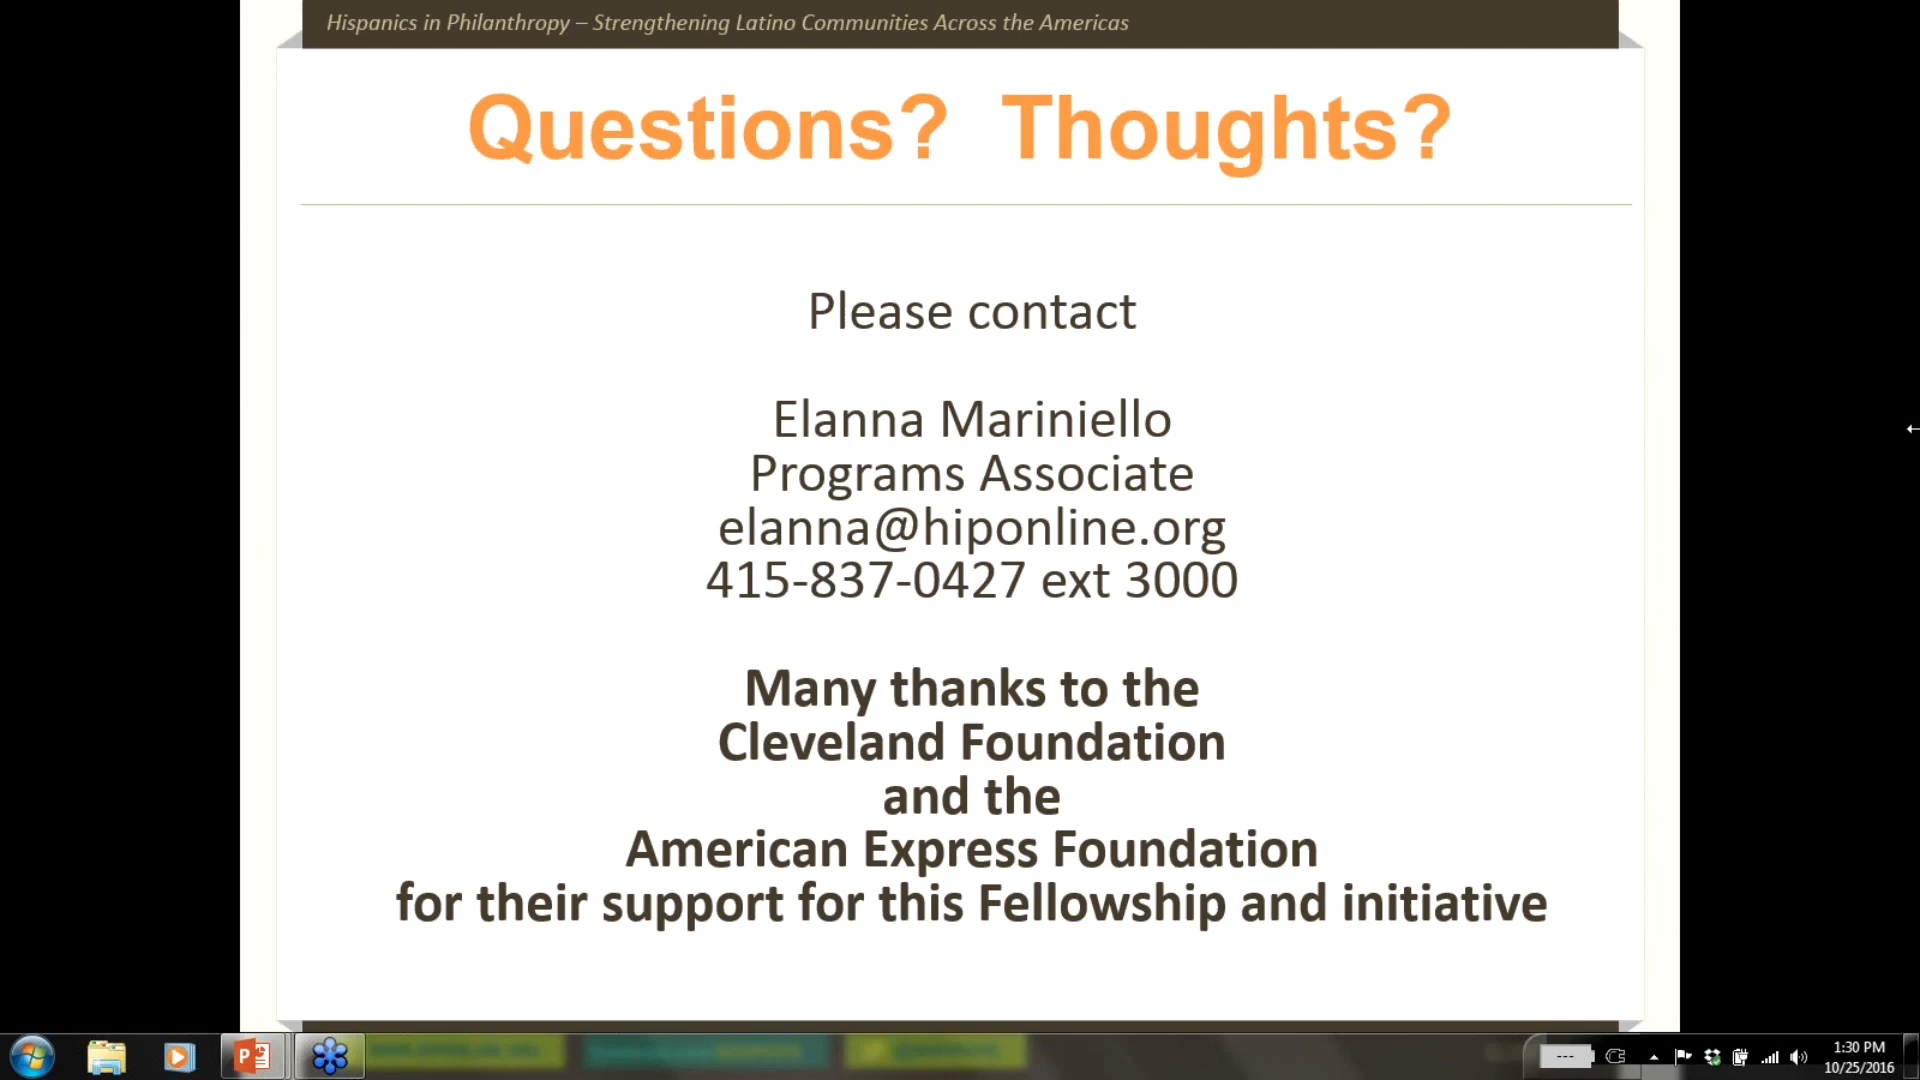 Hispanics in Philanthropy – Strengthening Latino Communities Across the Americas
Questions? Thoughts?
Please contact
Elanna Mariniello
Programs Associate
elanna@hiponline.org
415-837-0427 ext 3000
Many thanks to the
Cleveland Foundation
and the
American Express Foundation
for their support for this Fellowship and initiative
1:30 PM
10/25/2016